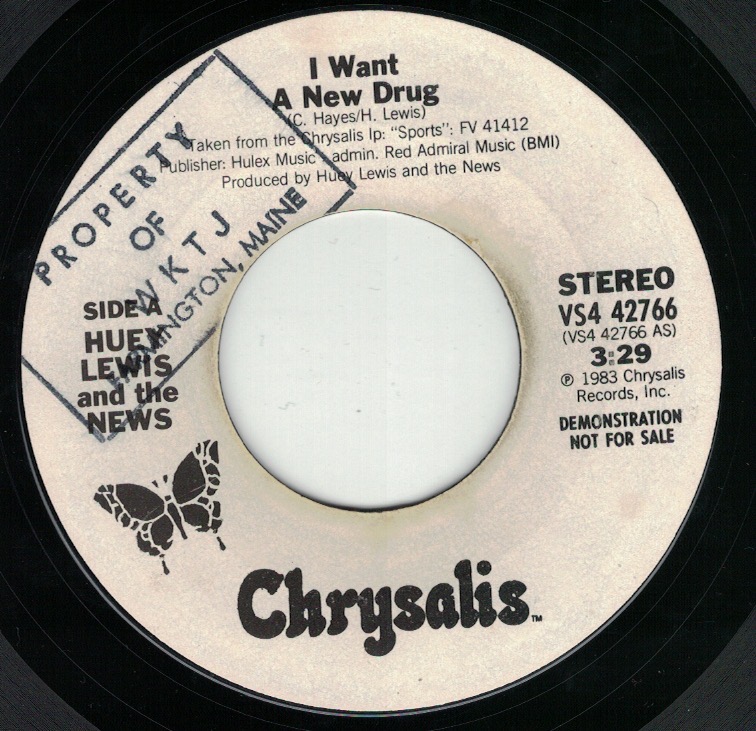 I Want
A New Drug
(C. Hayes/H. Lewis)
Taken from the Chrysalis lp: "Sports": FV 41412
Publisher: Hulex Music - admin. Red Admiral Music (BMI)
Produced by Huey Lewis and the News
PROPERTY
OF
WKTJ
MAINE
SIDE A
HUEY
LEWIS
and the
NEWS
STEREO
VS4 42766
(VS4 42766 AS)
3:29
℗ 1983 Chrysalis
Records, Inc.
DEMONSTRATION
NOT FOR SALE
Chrysalis™